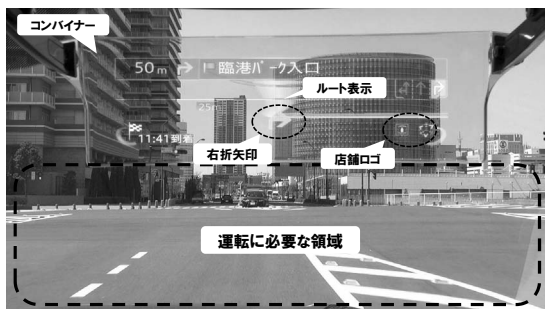 コンバイナー
50m 臨港パーク入口
ルート表示
25m
11:41到着
右折矢印
店舗ロゴ
運転に必要な領域